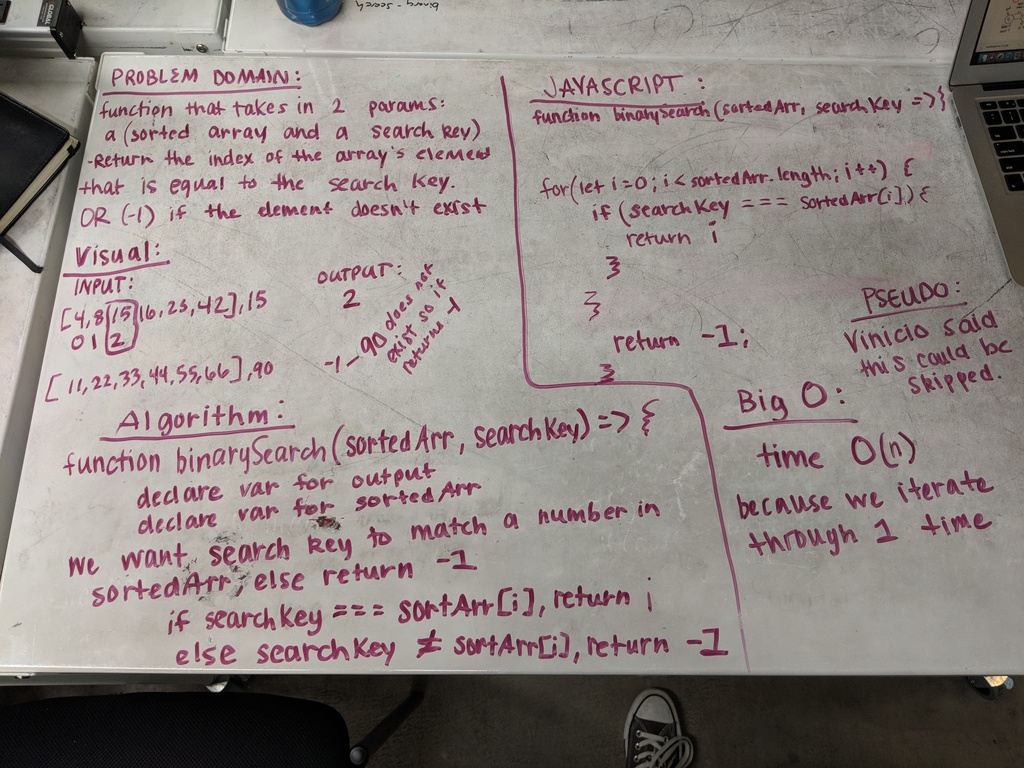 binary-search
GLOBAL
PROBLEM DOMAIN:
function that takes in 2 params:
a (sorted array and a search key)
-Return the index of the array's element
that is equal to the search key.
OR (-1) if the element doesn't exist
Visual:
INPUT:
[4,8,15,16,23,42],15
0 1 2
[11,22,33,44,55,66],90
OUTPUT:
2
-1 - 90 does not
exist so it
returns -1
Algorithm:
function binarySearch(sortedArr, searchKey) => {
declare var for output
declare var for sortedArr
we want search key to match a number in
sortedArr, else return -1
if searchKey === sortArr[i], return i
else searchKey ≠ sortArr[i], return -1
JAVASCRIPT:
function binarySearch(sortedArr, searchKey => {
for(let i=0; i< sortedArr.length; i++) {
if (searchKey === sortedArr[i]) {
return i
}
}
return -1;
}
PSEUDO:
Vinicio said
this could be
skipped.
Big O:
time O(n)
because we iterate
through 1 time